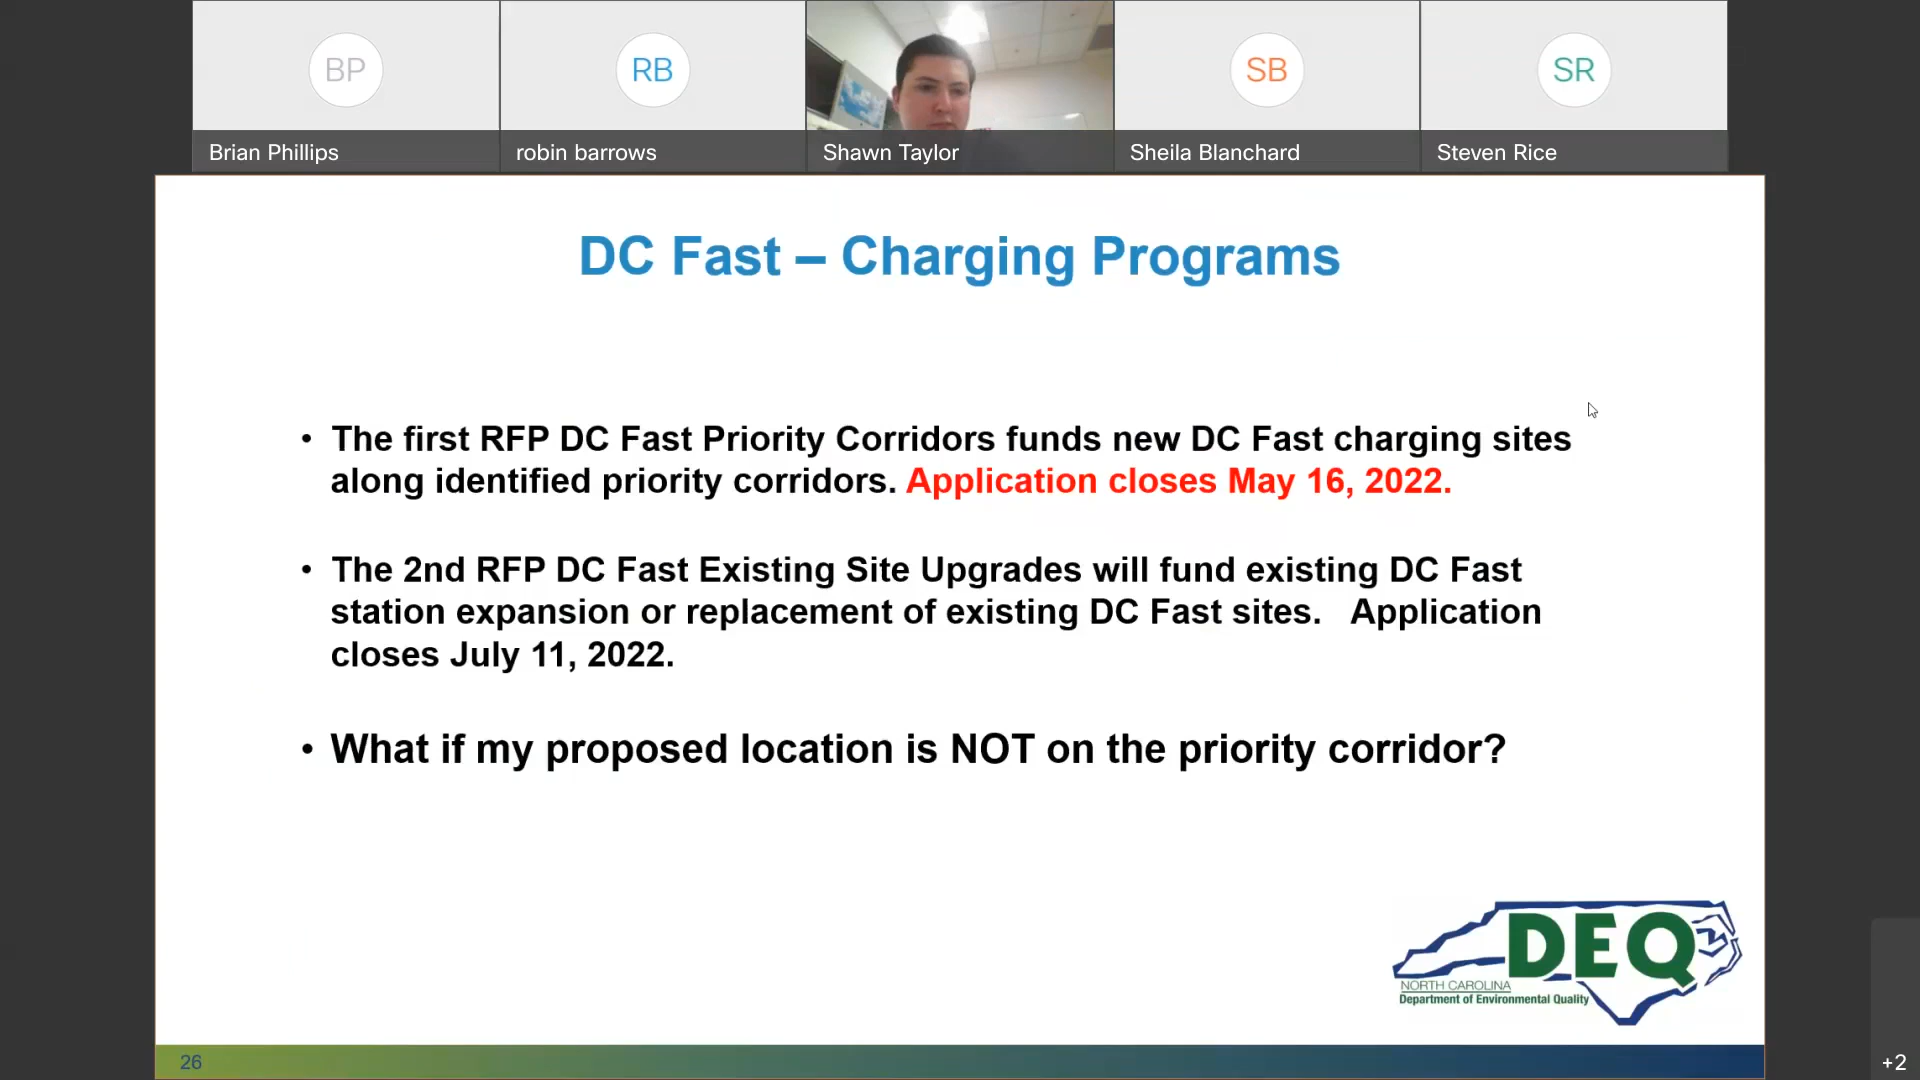 BP
RB
SB
SR
Brian Phillips
robin barrows
Shawn Taylor
Sheila Blanchard
Steven Rice
DC Fast – Charging Programs
• The first RFP DC Fast Priority Corridors funds new DC Fast charging sites
along identified priority corridors. Application closes May 16, 2022.
• The 2nd RFP DC Fast Existing Site Upgrades will fund existing DC Fast
station expansion or replacement of existing DC Fast sites. Application
closes July 11, 2022.
• What if my proposed location is NOT on the priority corridor?
DEQ
NORTH CAROLINA
Department of Environmental Quality
26
+2